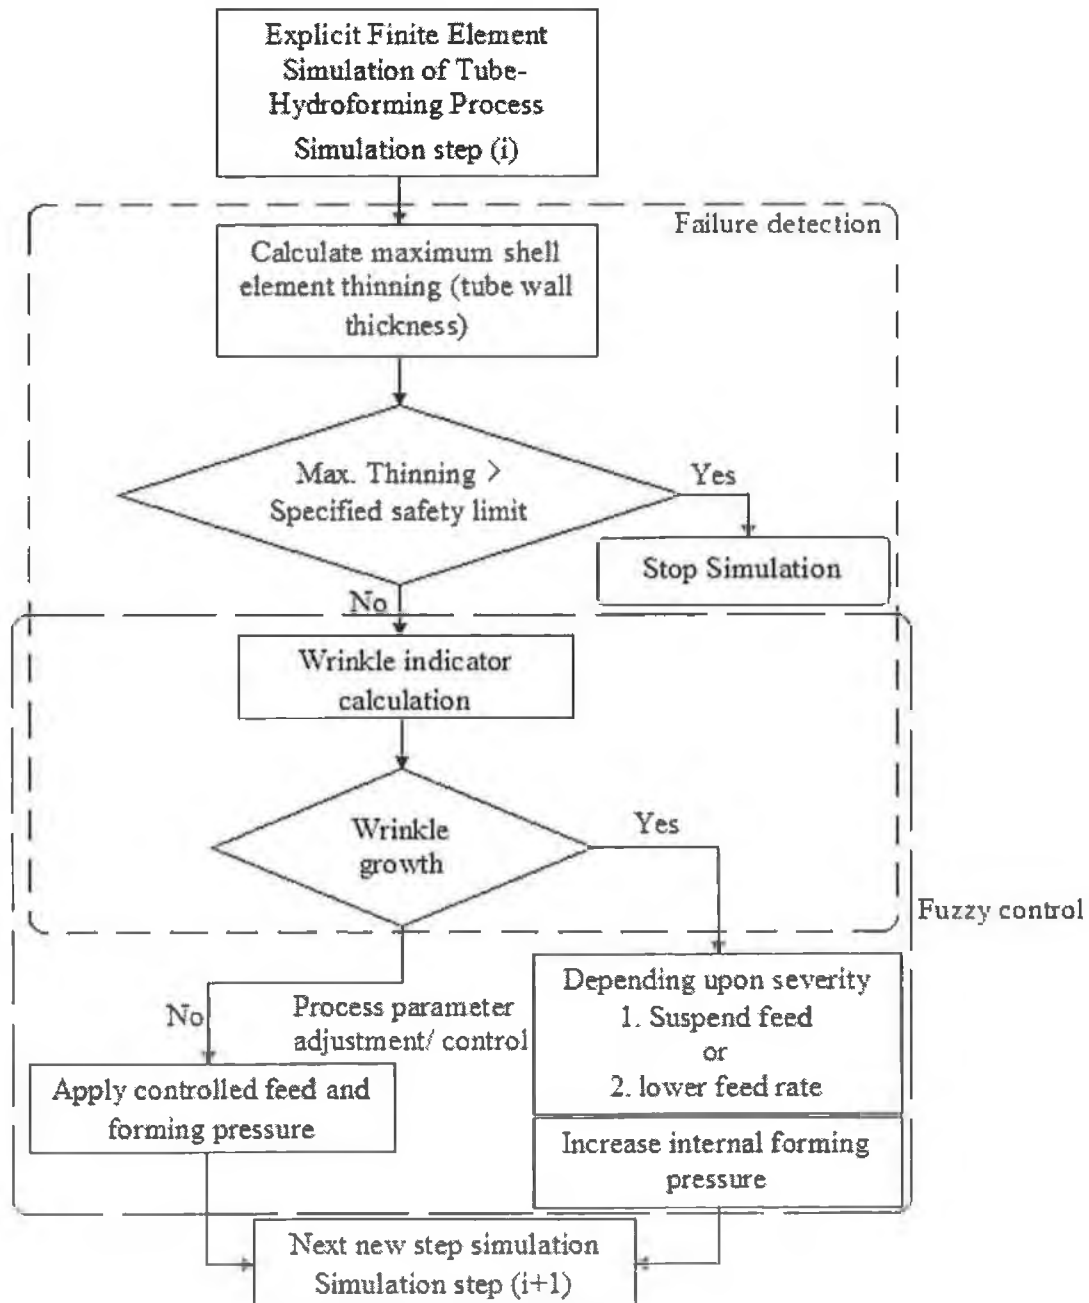 Explicit Finite Element
Simulation of Tube-
Hydroforming Process
Simulation step (i)
Failure detection
Calculate maximum shell
element thinning (tube wall
thickness)
Max. Thinning >
Specified safety limit
Yes
Stop Simulation
No
Wrinkle indicator
calculation
Wrinkle
growth
Yes
Fuzzy control
Depending upon severity
1. Suspend feed
or
2. lower feed rate
No
Process parameter
adjustment/ control
Apply controlled feed and
forming pressure
Increase internal forming
pressure
Next new step simulation
Simulation step (i+1)